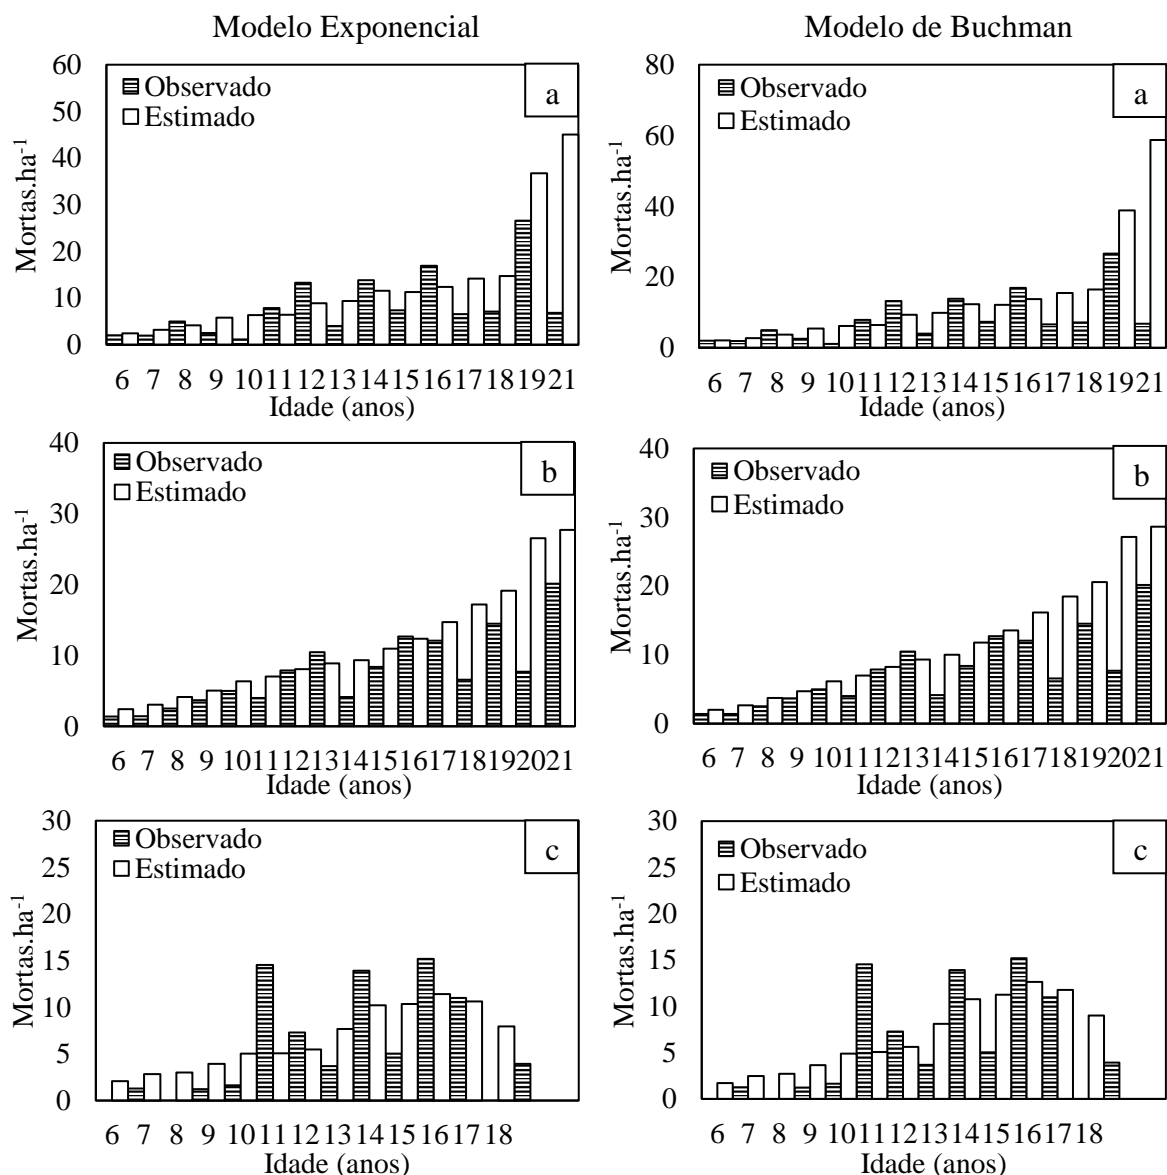 Modelo Exponencial
60
50
40
30
20
10
0
Mortas.ha⁻¹
Observado
Estimado
a
6 7 8 9 10 11 12 13 14 15 16 17 18 19 21
Idade (anos)
Modelo de Buchman
80
60
40
20
0
Mortas.ha⁻¹
Observado
Estimado
a
6 7 8 9 10 11 12 13 14 15 16 17 18 19 21
Idade (anos)
40
30
20
10
0
Mortas.ha⁻¹
Observado
Estimado
b
6 7 8 9 10 11 12 13 14 15 16 17 18 19 20 21
Idade (anos)
40
30
20
10
0
Mortas.ha⁻¹
Observado
Estimado
b
6 7 8 9 10 11 12 13 14 15 16 17 18 19 20 21
Idade (anos)
30
25
20
15
10
5
0
Mortas.ha⁻¹
Observado
Estimado
c
6 7 8 9 10 11 12 13 14 15 16 17 18
Idade (anos)
30
25
20
15
10
5
0
Mortas.ha⁻¹
Observado
Estimado
c
6 7 8 9 10 11 12 13 14 15 16 17 18
Idade (anos)